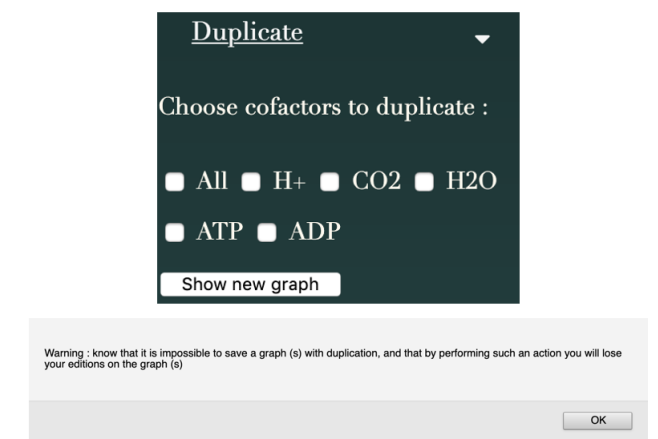 Duplicate
Choose cofactors to duplicate :
All H+ CO2 H2O
ATP ADP
Show new graph
Warning : know that it is impossible to save a graph (s) with duplication, and that by performing such an action you will lose
your editions on the graph (s)
OK